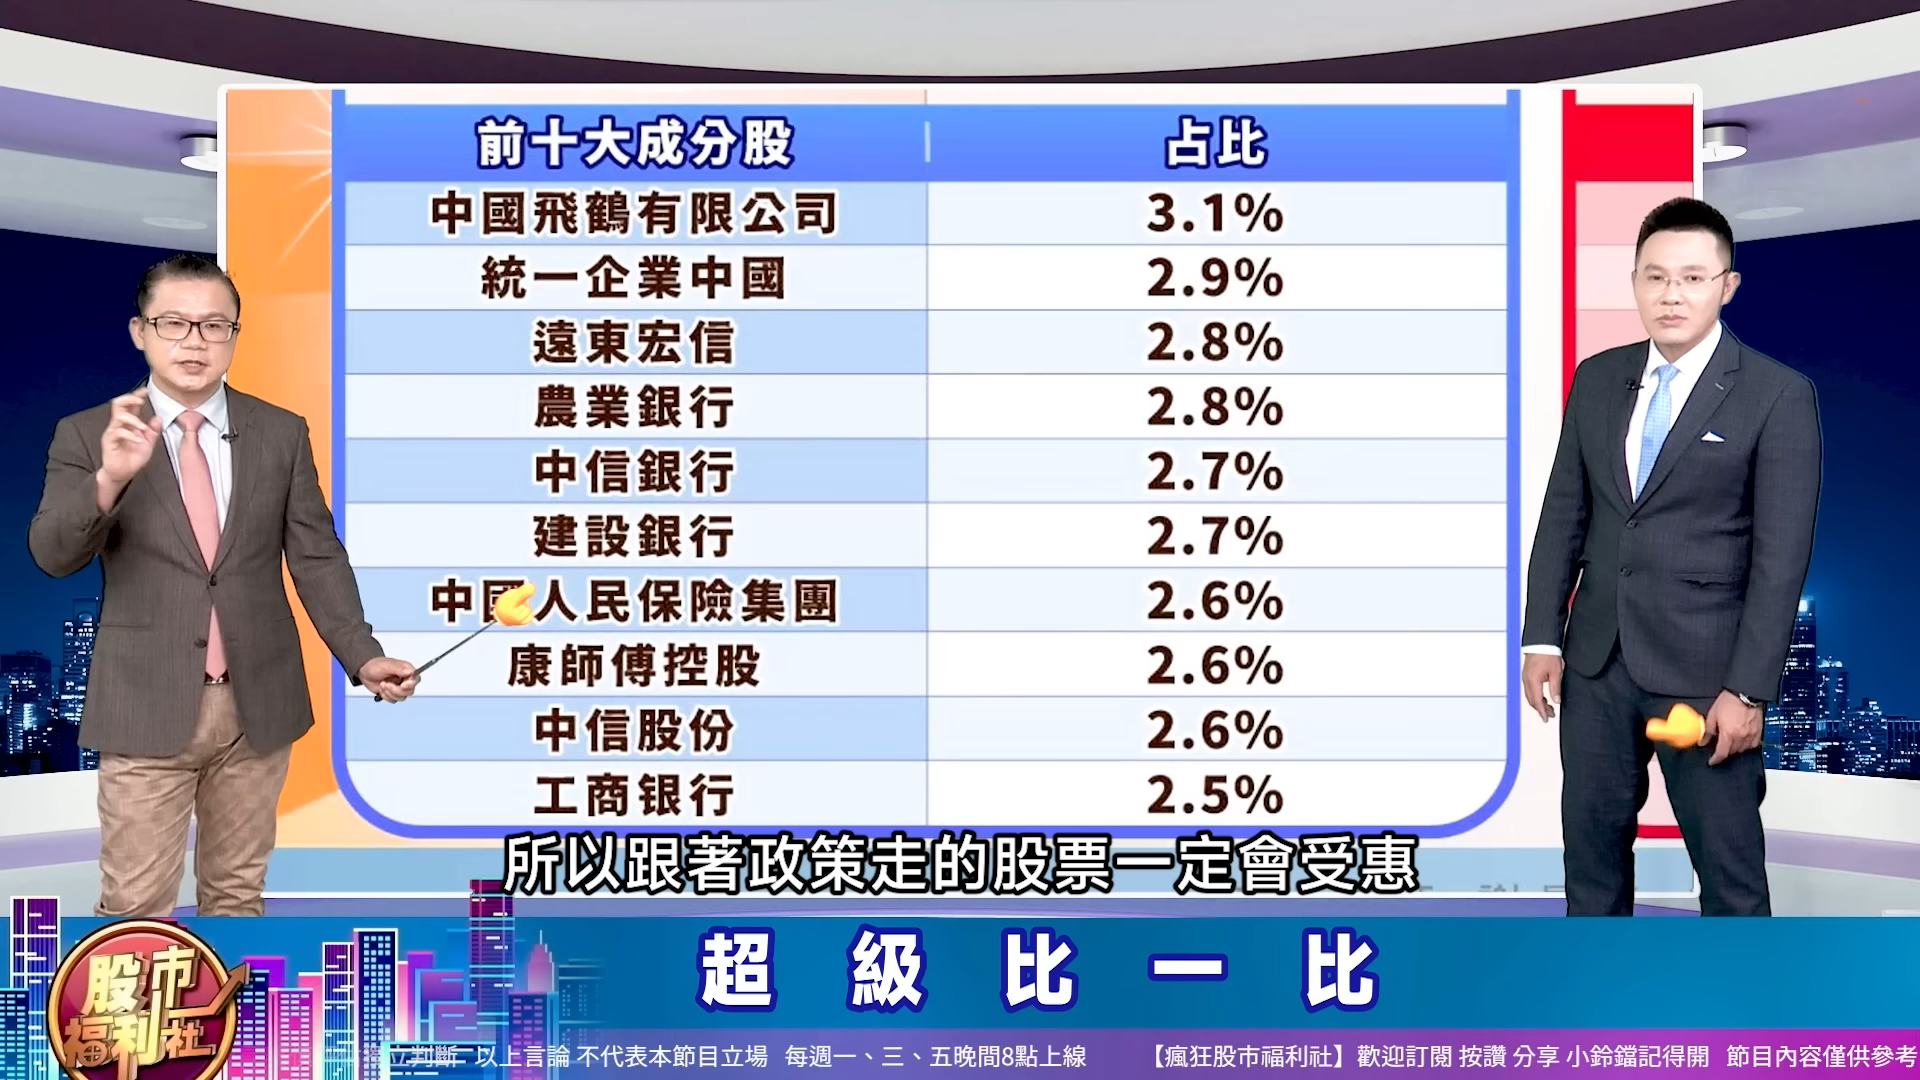 前十大成分股 占比
中國飛鶴有限公司 3.1%
統一企業中國 2.9%
遠東宏信 2.8%
農業銀行 2.8%
中信銀行 2.7%
建設銀行 2.7%
中國人民保險集團 2.6%
康師傅控股 2.6%
中信股份 2.6%
工商银行 2.5%
所以跟著政策走的股票一定會受惠
超級比一比
股市
福利社
立判斷 以上言論 不代表本節目立場 每週一、三、五晚間8點上線 【瘋狂股市福利社】歡迎訂閱 按讚 分享 小鈴鐺記得開 節目內容僅供參考